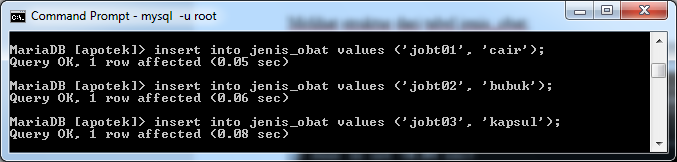 Command Prompt - mysql -u root
MariaDB [apotek]> insert into jenis_obat values ('jobt01', 'cair');
Query OK, 1 row affected (0.05 sec)
MariaDB [apotek]> insert into jenis_obat values ('jobt02', 'bubuk');
Query OK, 1 row affected (0.06 sec)
MariaDB [apotek]> insert into jenis_obat values ('jobt03', 'kapsul');
Query OK, 1 row affected (0.08 sec)